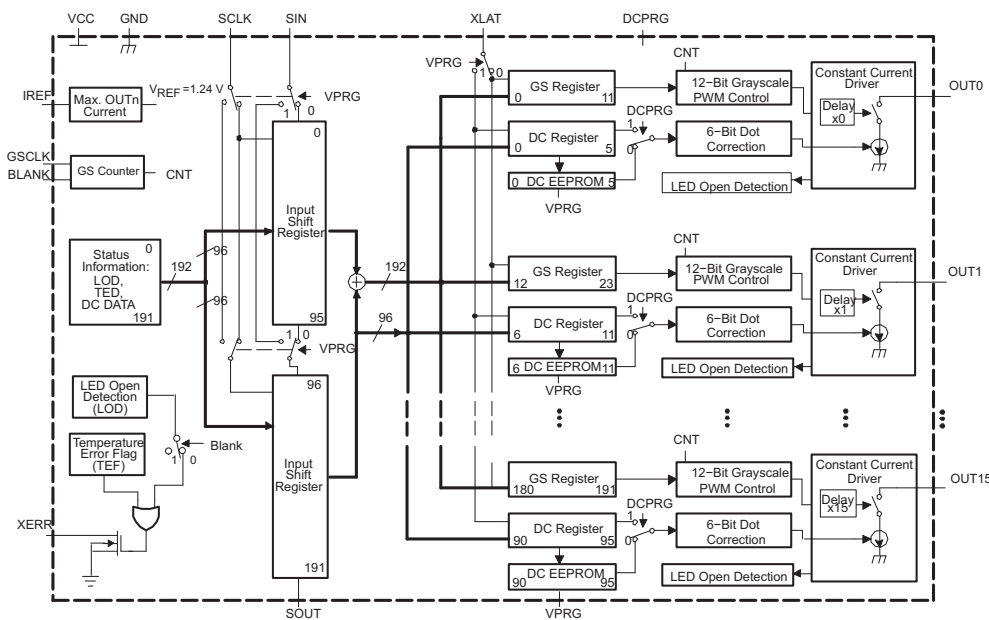 VCC
GND
SCLK
SIN
XLAT
DCPRG
IREF
Max. OUTn
Current
VREF =1.24 V
1
0
VPRG
GSCLK
BLANK
GS Counter
CNT
0
Status
Information:
LOD,
TED,
DC DATA
191
192
96
96
0
Input
Shift
Register
95
1
0
VPRG
96
Input
Shift
Register
191
SOUT
192
96
LED Open
Detection
(LOD)
Temperature
Error Flag
(TEF)
Blank
1
0
XERR
VPRG
1
0
GS Register
0
11
CNT
12−Bit Grayscale
PWM Control
Constant Current
Driver
Delay
x0
OUT0
DC Register
0
5
DCPRG
1
0
6−Bit Dot
Correction
0 DC EEPROM 5
VPRG
LED Open Detection
GS Register
12
23
CNT
12−Bit Grayscale
PWM Control
Constant Current
Driver
Delay
x1
OUT1
DC Register
6
11
DCPRG
1
0
6−Bit Dot
Correction
6 DC EEPROM 11
VPRG
LED Open Detection
GS Register
180
191
CNT
12−Bit Grayscale
PWM Control
Constant Current
Driver
Delay
x15
OUT15
DC Register
90
95
DCPRG
1
0
6−Bit Dot
Correction
DC EEPROM
90
95
VPRG
LED Open Detection